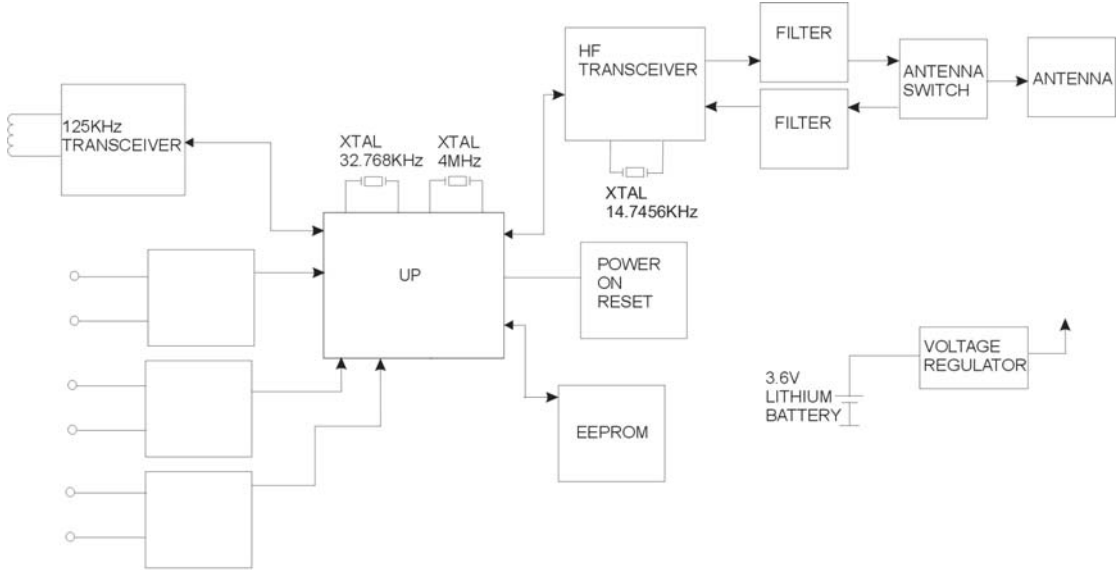 FILTER
HF
TRANSCEIVER
ANTENNA
SWITCH
ANTENNA
FILTER
125KHz
TRANSCEIVER
XTAL
32.768KHz
XTAL
4MHz
XTAL
14.7456KHz
UP
POWER
ON
RESET
VOLTAGE
REGULATOR
3.6V
LITHIUM
BATTERY
EEPROM